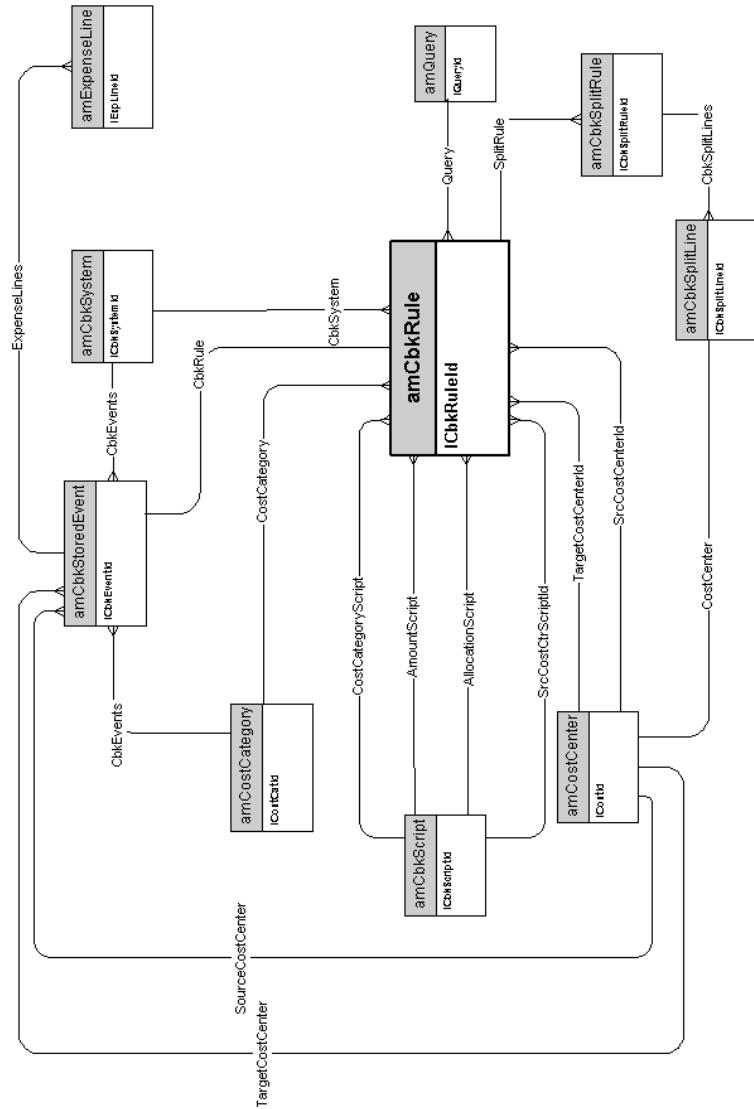 ExpenseLines
amExpenseLine
lExpLineId
amCbkStoredEvent
lCbkEventId
CbkEvents
CbkEvents
amCbkSystem
lCbkSystemId
CbkRule
TargetCostCenter
SourceCostCenter
amCostCategory
lCostCatId
CostCategory
CbkSystem
CostCategoryScript
amCbkScript
lCbkScriptId
AmountScript
amCbkRule
lCbkRuleId
Query
amQuery
lQueryId
AllocationScript
SplitRule
SrcCostCtrScriptId
amCostCenter
lCostId
TargetCostCenterId
SrcCostCenterId
amCbkSplitRule
lCbkSplitRuleId
CostCenter
amCbkSplitLine
lCbkSplitLineId
CbkSplitLines